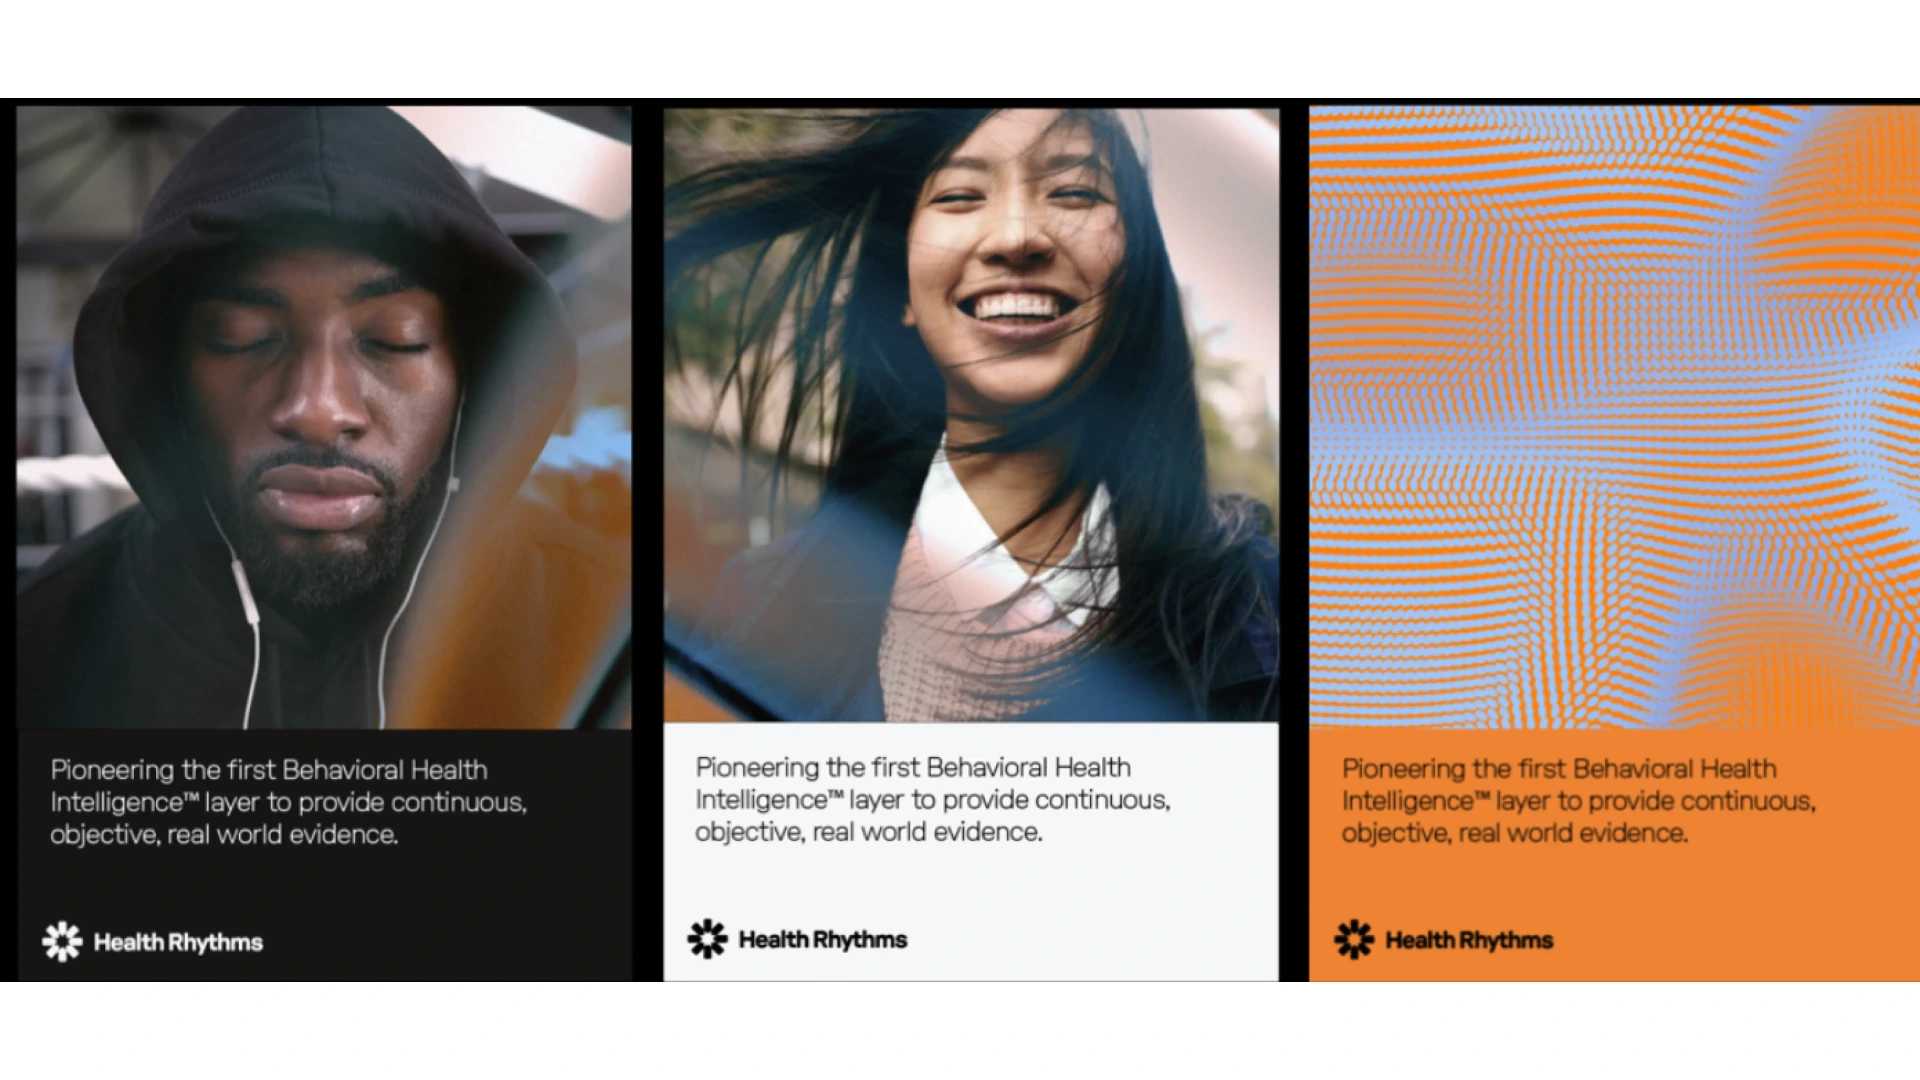 Pioneering the first Behavioral Health
Intelligence™ layer to provide continuous,
objective, real world evidence.
Health Rhythms
Pioneering the first Behavioral Health
Intelligence™ layer to provide continuous,
objective, real world evidence.
Health Rhythms
Pioneering the first Behavioral Health
Intelligence™ layer to provide continuous,
objective, real world evidence.
Health Rhythms